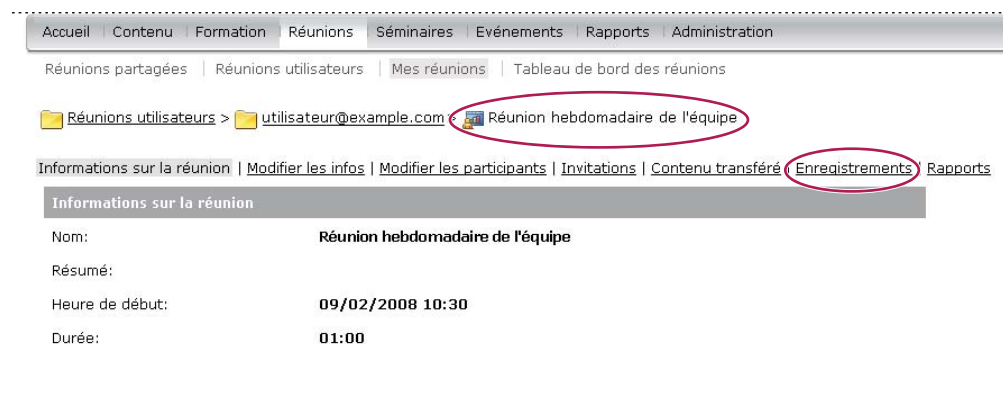 Accueil | Contenu | Formation | Réunions | Séminaires | Evénements | Rapports | Administration
Réunions partagées | Réunions utilisateurs | Mes réunions | Tableau de bord des réunions
Réunions utilisateurs > utilisateur@example.com > Réunion hebdomadaire de l'équipe
Informations sur la réunion | Modifier les infos | Modifier les participants | Invitations | Contenu transféré | Enregistrements | Rapports
Informations sur la réunion
Nom: Réunion hebdomadaire de l'équipe
Résumé:
Heure de début: 09/02/2008 10:30
Durée: 01:00